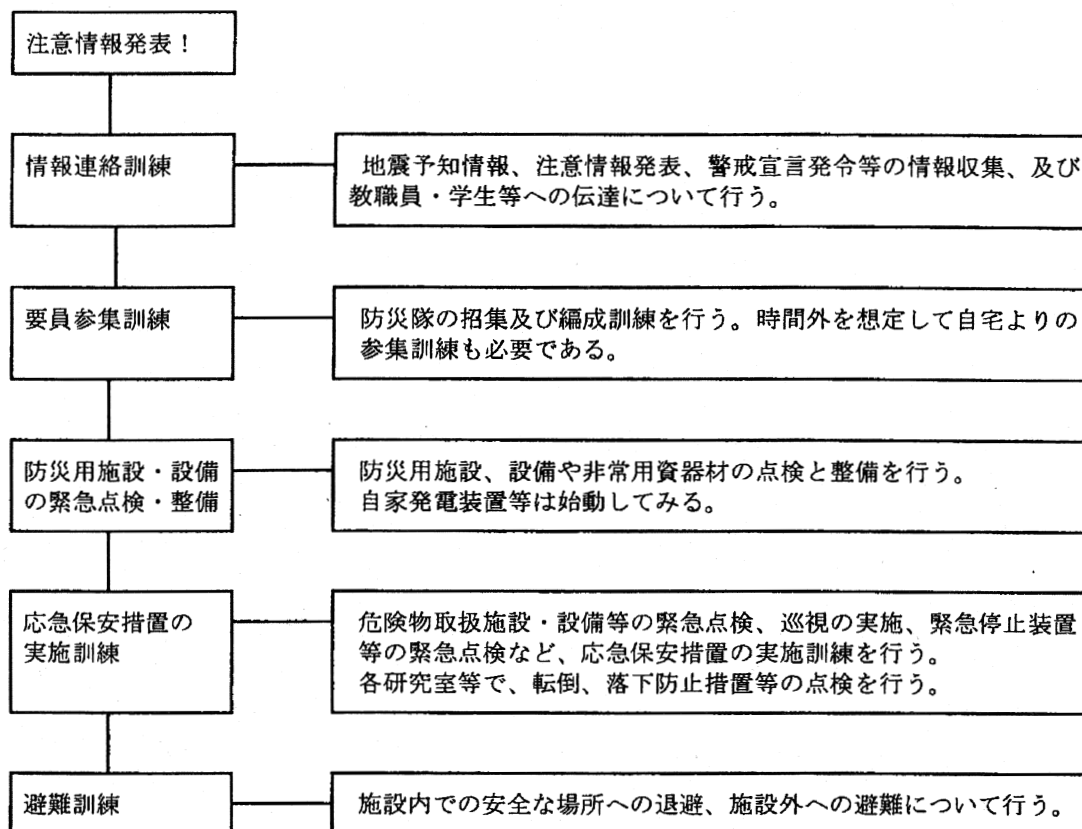 注意情報発表！
情報連絡訓練
地震予知情報、注意情報発表、警戒宣言発令等の情報収集、及び
教職員・学生等への伝達について行う。
要員参集訓練
防災隊の招集及び編成訓練を行う。時間外を想定して自宅よりの
参集訓練も必要である。
防災用施設・設備
の緊急点検・整備
防災用施設、設備や非常用資器材の点検と整備を行う。
自家発電装置等は始動してみる。
応急保安措置の
実施訓練
危険物取扱施設・設備等の緊急点検、巡視の実施、緊急停止装置
等の緊急点検など、応急保安措置の実施訓練を行う。
各研究室等で、転倒、落下防止措置等の点検を行う。
避難訓練
施設内での安全な場所への退避、施設外への避難について行う。